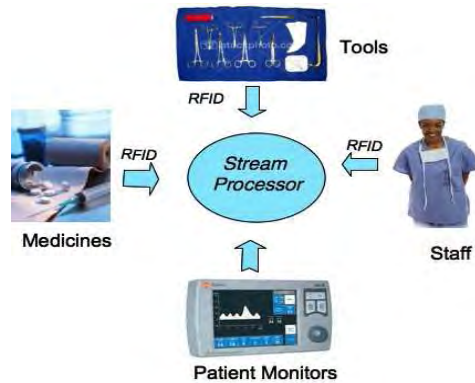 Tools
RFID
RFID
Stream
Processor
RFID
Medicines
Staff
Patient Monitors